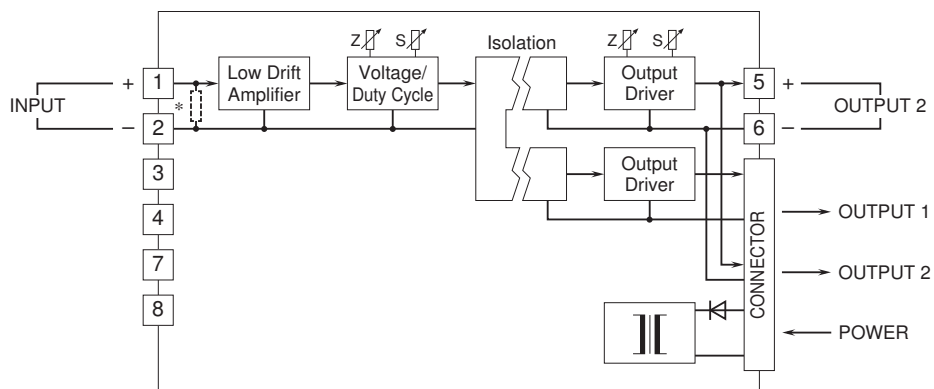 Z S Isolation Z S
INPUT
+
−
*
1
2
3
4
7
8
Low Drift
Amplifier
Voltage/
Duty Cycle
Output
Driver
Output
Driver
5
6
+
−
OUTPUT 2
CONNECTOR
OUTPUT 1
OUTPUT 2
POWER